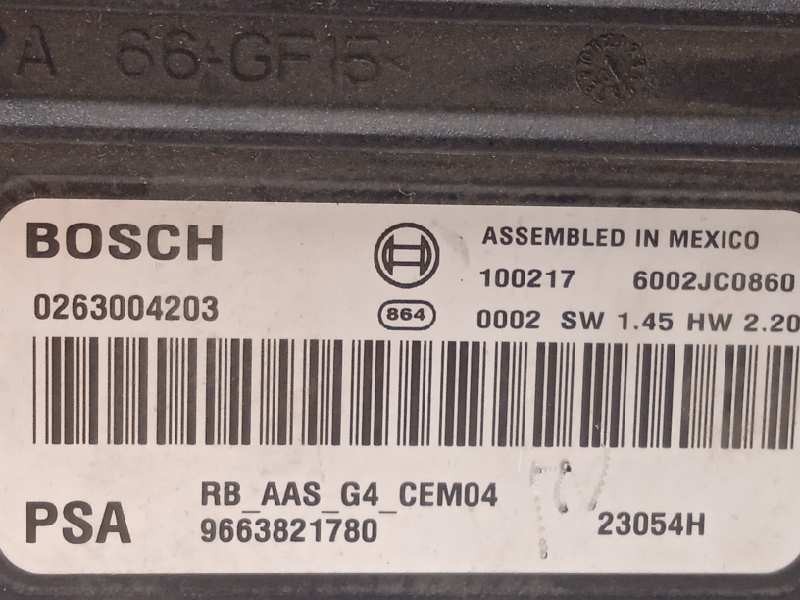 A 66-GF15
BOSCH
ASSEMBLED IN MEXICO
100217 6002JC0860
0263004203
864
0002 SW 1.45 HW 2.20
RB_AAS_G4_CEM04
PSA
9663821780
23054H